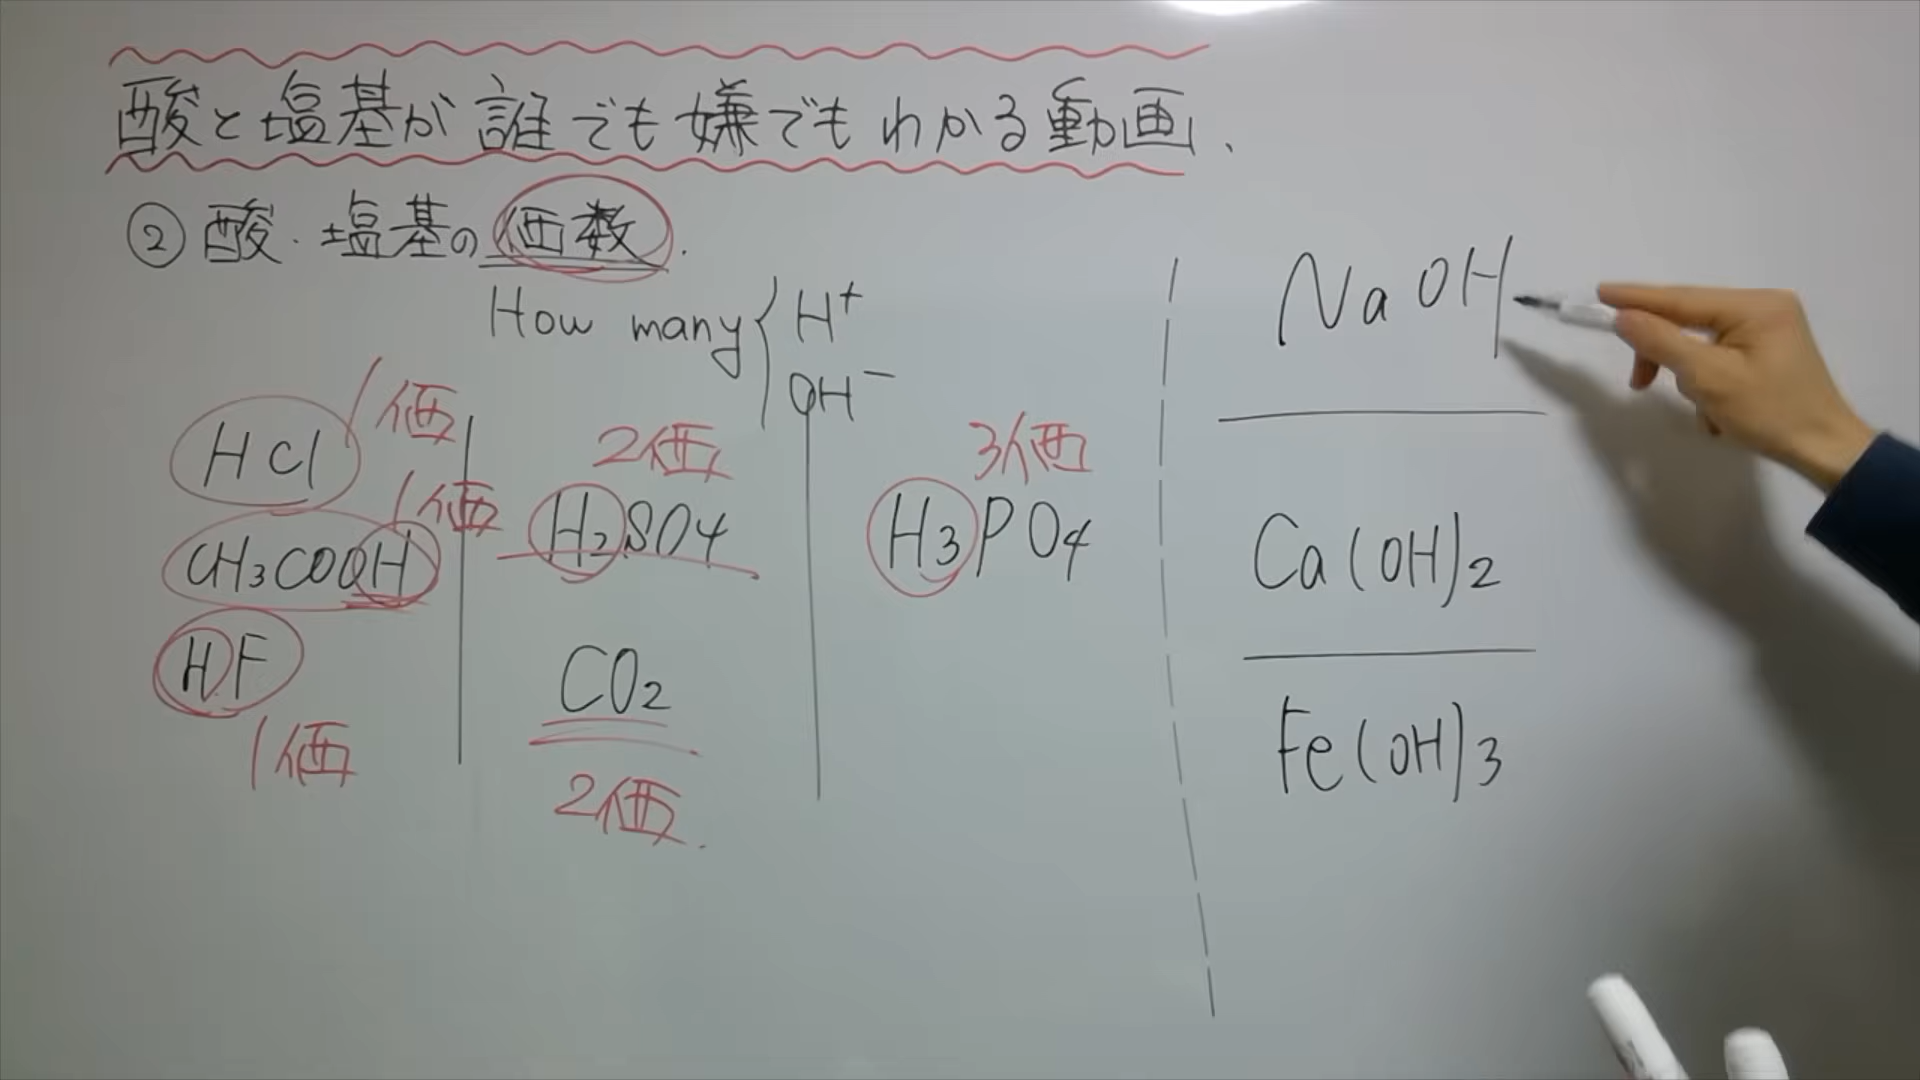 酸と塩基が誰でも嫌でもわかる動画.
② 酸・塩基の価数.
How many { H⁺
OH⁻
HCl 1価
CH₃COOH 1価
HF
1価
2価
H₂SO₄
CO₂
2価.
3価
H₃PO₄
NaOH
Ca(OH)₂
Fe(OH)₃